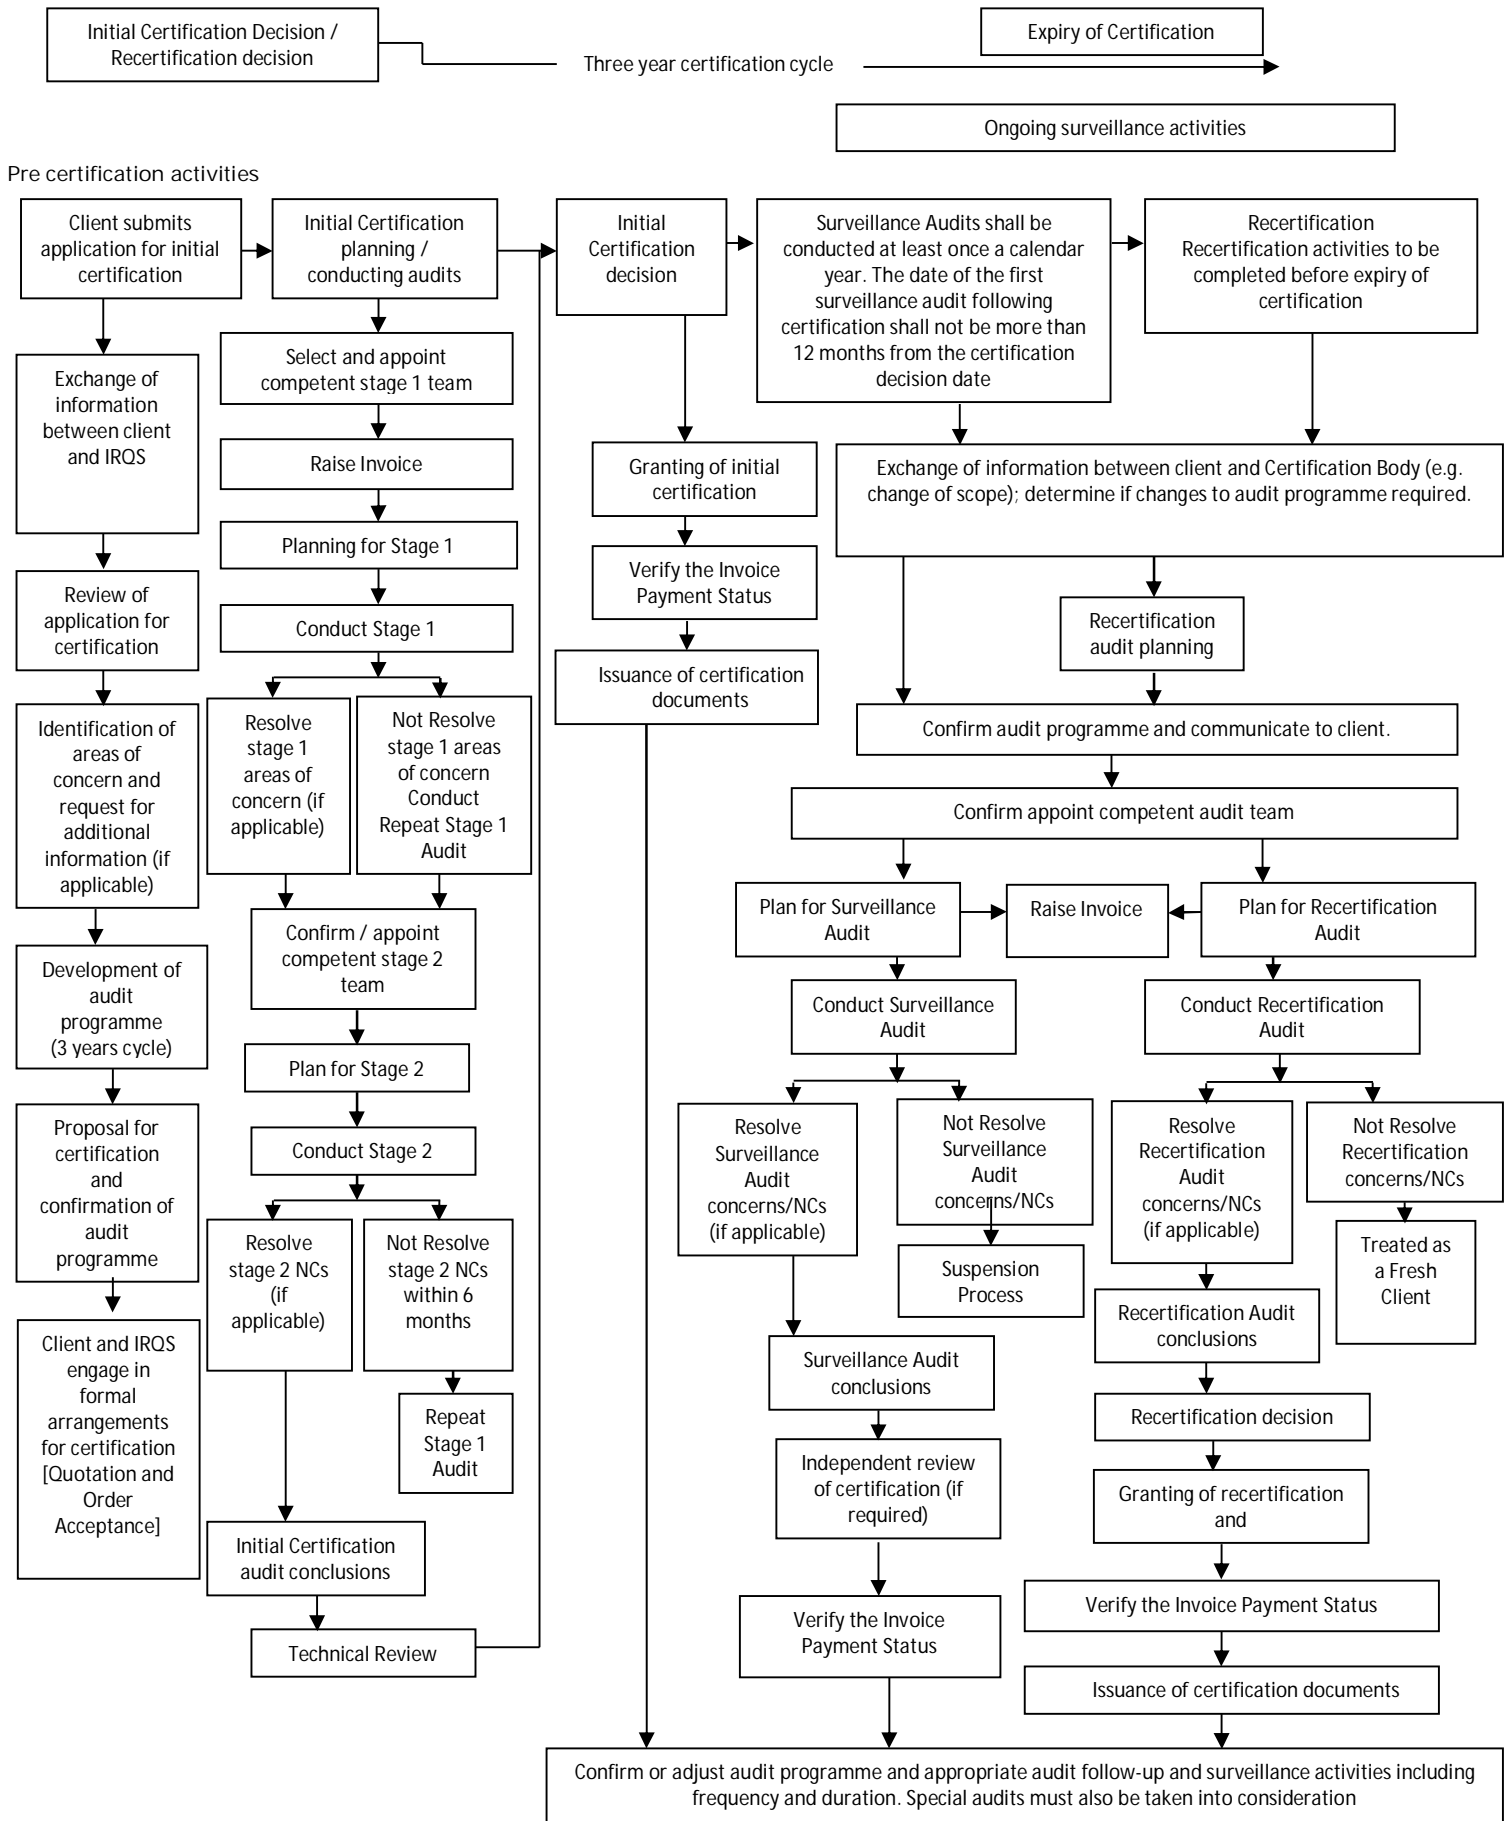 Initial Certification Decision /
Recertification decision
Expiry of Certification
Three year certification cycle
Ongoing surveillance activities
Pre certification activities
Client submits
application for initial
certification
Exchange of
information
between client
and IRQS
Review of
application for
certification
Identification of
areas of
concern and
request for
additional
information (if
applicable)
Development of
audit
programme
(3 years cycle)
Proposal for
certification
and
confirmation of
audit
programme
Client and IRQS
engage in
formal
arrangements
for certification
[Quotation and
Order
Acceptance]
Initial Certification
planning /
conducting audits
Select and appoint
competent stage 1 team
Raise Invoice
Planning for Stage 1
Conduct Stage 1
Resolve
stage 1
areas of
concern (if
applicable)
Not Resolve
stage 1 areas
of concern
Conduct
Repeat Stage 1
Audit
Confirm / appoint
competent stage 2
team
Plan for Stage 2
Conduct Stage 2
Resolve
stage 2 NCs
(if
applicable)
Not Resolve
stage 2 NCs
within 6
months
Repeat
Stage 1
Audit
Initial Certification
audit conclusions
Technical Review
Initial
Certification
decision
Granting of initial
certification
Verify the Invoice
Payment Status
Issuance of certification
documents
Surveillance Audits shall be
conducted at least once a calendar
year. The date of the first
surveillance audit following
certification shall not be more than
12 months from the certification
decision date
Recertification
Recertification activities to be
completed before expiry of
certification
Exchange of information between client and Certification Body (e.g.
change of scope); determine if changes to audit programme required.
Recertification
audit planning
Confirm audit programme and communicate to client.
Confirm appoint competent audit team
Plan for Surveillance
Audit
Raise Invoice
Plan for Recertification
Audit
Conduct Surveillance
Audit
Conduct Recertification
Audit
Resolve
Surveillance
Audit
concerns/NCs
(if applicable)
Not Resolve
Surveillance
Audit
concerns/NCs
Suspension
Process
Surveillance Audit
conclusions
Independent review
of certification (if
required)
Verify the Invoice
Payment Status
Resolve
Recertification
Audit
concerns/NCs
(if applicable)
Not Resolve
Recertification
concerns/NCs
Treated as
a Fresh
Client
Recertification Audit
conclusions
Recertification decision
Granting of recertification
and
Verify the Invoice Payment Status
Issuance of certification documents
Confirm or adjust audit programme and appropriate audit follow-up and surveillance activities including
frequency and duration. Special audits must also be taken into consideration